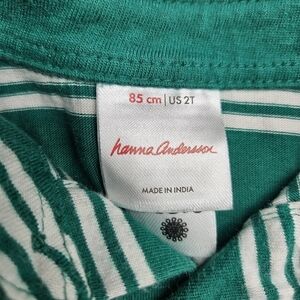 85 cm | US 2T
hanna andersson
MADE IN INDIA